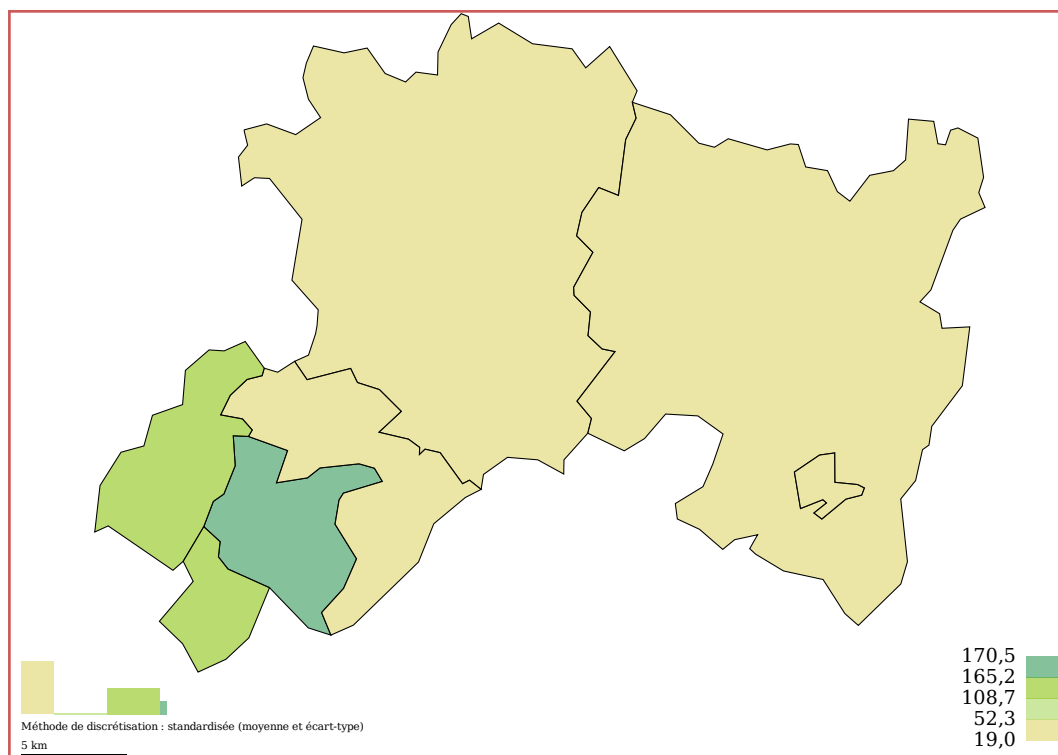 170,5
165,2
108,7
52,3
19,0
Méthode de discrétisation : standardisée (moyenne et écart-type)
5 km